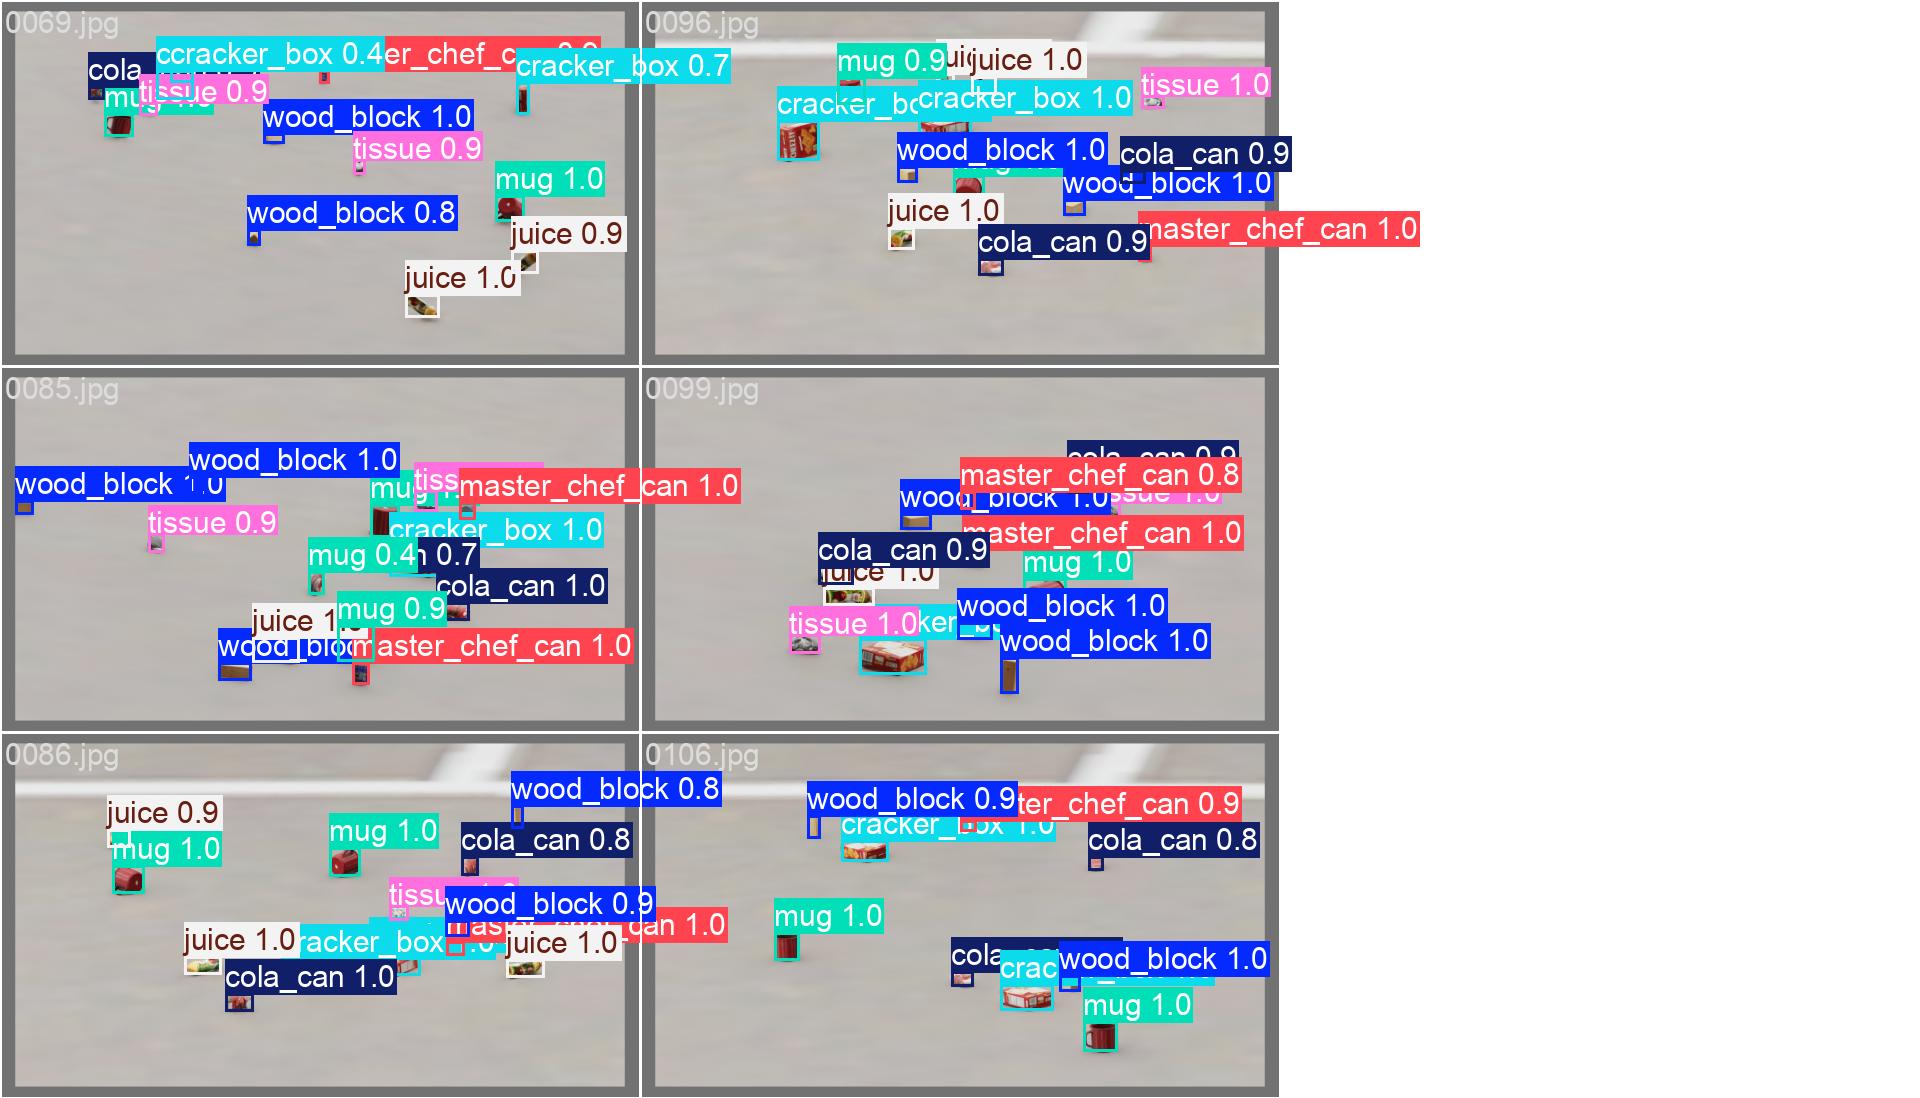 0069.jpg
ccracker_box 0.4
er_chef_c
cracker_box 0.7
cola
tissue 0.9
mu
wood_block 1.0
tissue 0.9
mug 1.0
wood_block 0.8
juice 0.9
juice 1.0
0096.jpg
mug 0.9
juice 1.0
tissue 1.0
cracker_bo
cracker_box 1.0
wood_block 1.0
cola_can 0.9
wood_block 1.0
juice 1.0
master_chef_can 1.0
cola_can 0.9
0085.jpg
wood_block 1.0
wood_block 1.0
tiss
master_chef_can 1.0
mug
tissue 0.9
cracker_box 1.0
mug 0.4
n 0.7
cola_can 1.0
mug 0.9
juice 1.0
wood_bloc
master_chef_can 1.0
0099.jpg
cola_can 0.9
master_chef_can 0.8
wood_block 1.0
ssue 1.0
master_chef_can 1.0
cola_can 0.9
mug 1.0
juice 1.0
wood_block 1.0
tissue 1.0
ker_b
wood_block 1.0
0086.jpg
wood_block 0.8
juice 0.9
mug 1.0
cola_can 0.8
mug 1.0
tissu
wood_block 0.9
master_chef_can 1.0
juice 1.0
racker_box 1.0
juice 1.0
cola_can 1.0
0106.jpg
wood_block 0.9
ter_chef_can 0.9
cracker_box 1.0
cola_can 0.8
mug 1.0
cola_can
crac
wood_block 1.0
mug 1.0